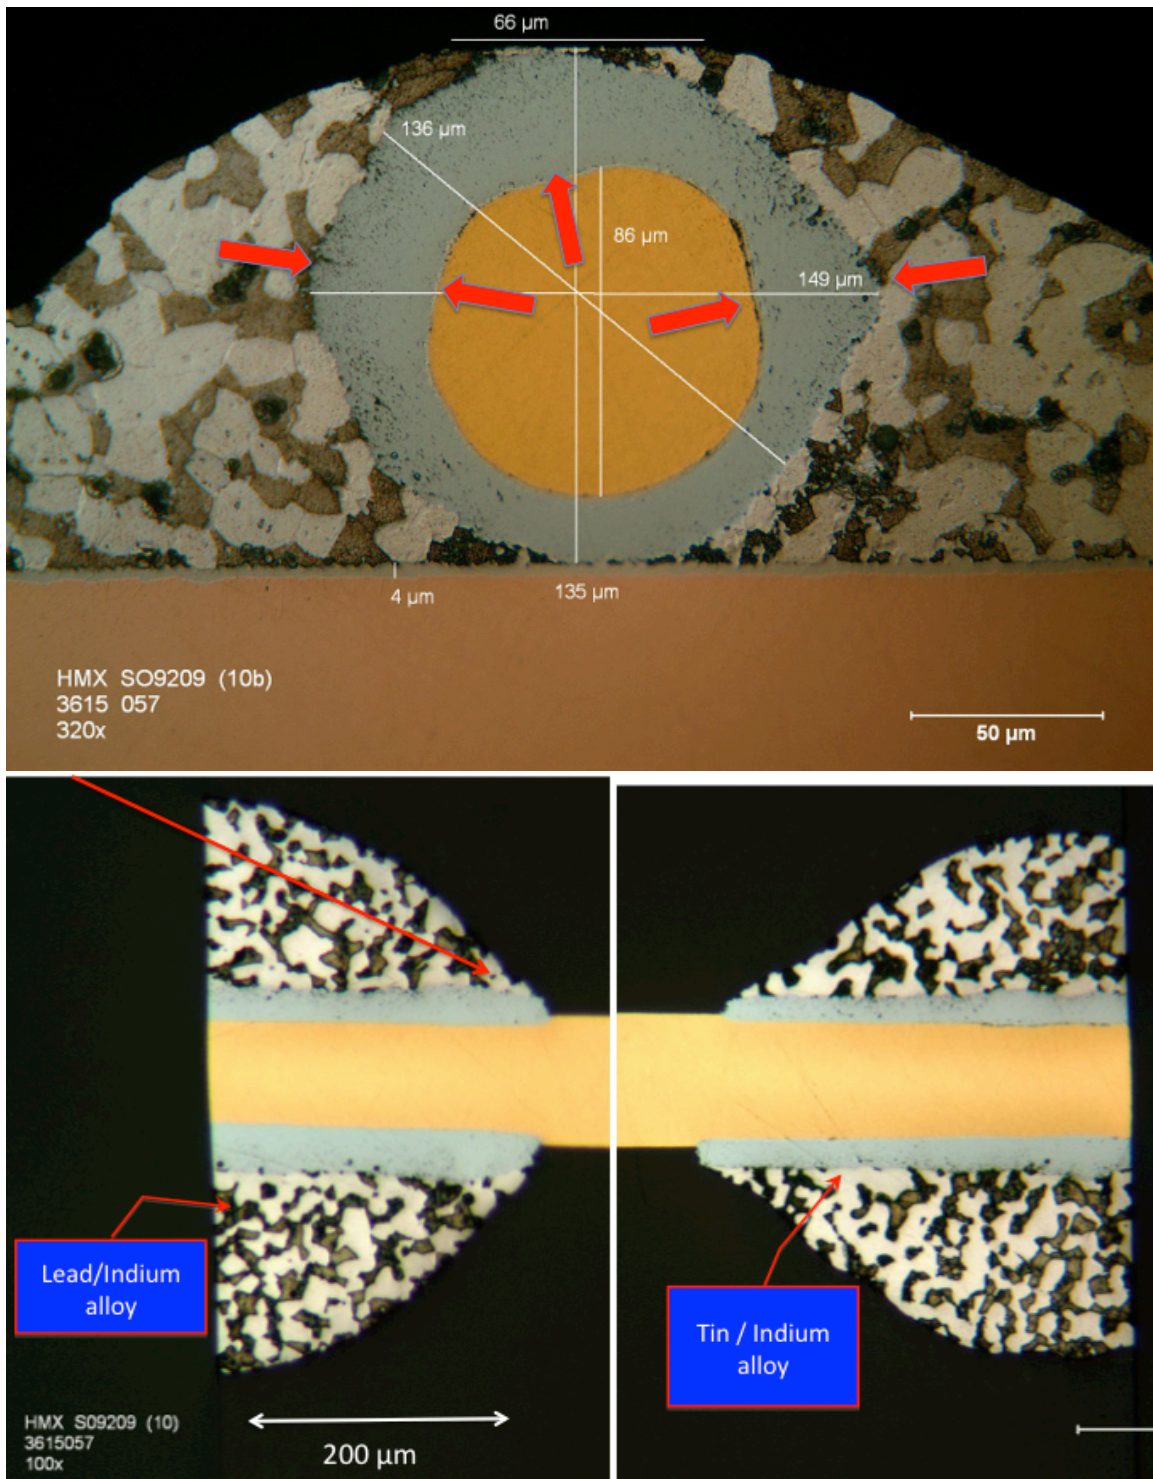 66 µm
136 µm
86 µm
149 µm
4 µm
135 µm
HMX SO9209 (10b)
3615 057
320x
50 µm
Lead/Indium
alloy
Tin / Indium
alloy
HMX S09209 (10)
3615057
100x
200 µm